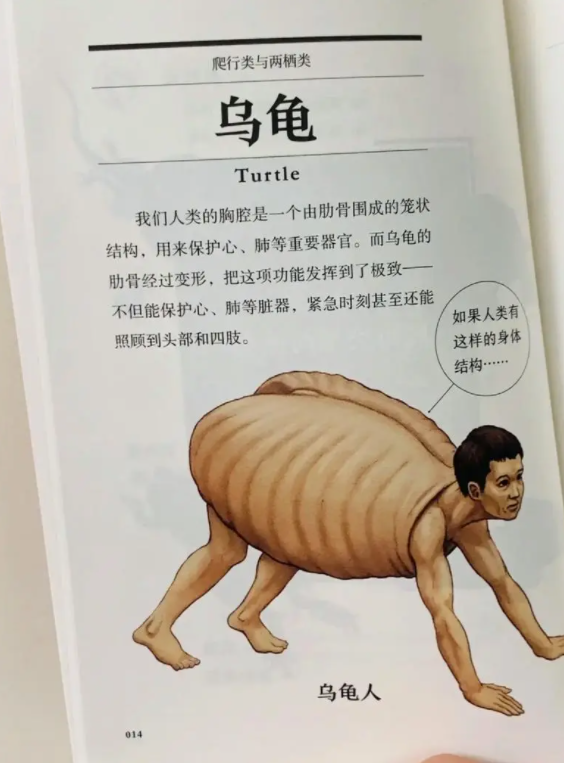 爬行类与两栖类
乌龟
Turtle
我们人类的胸腔是一个由肋骨围成的笼状
结构，用来保护心、肺等重要器官。而乌龟的
肋骨经过变形，把这项功能发挥到了极致——
不但能保护心、肺等脏器，紧急时刻甚至还能
照顾到头部和四肢。
如果人类有
这样的身体
结构……
乌龟人
014